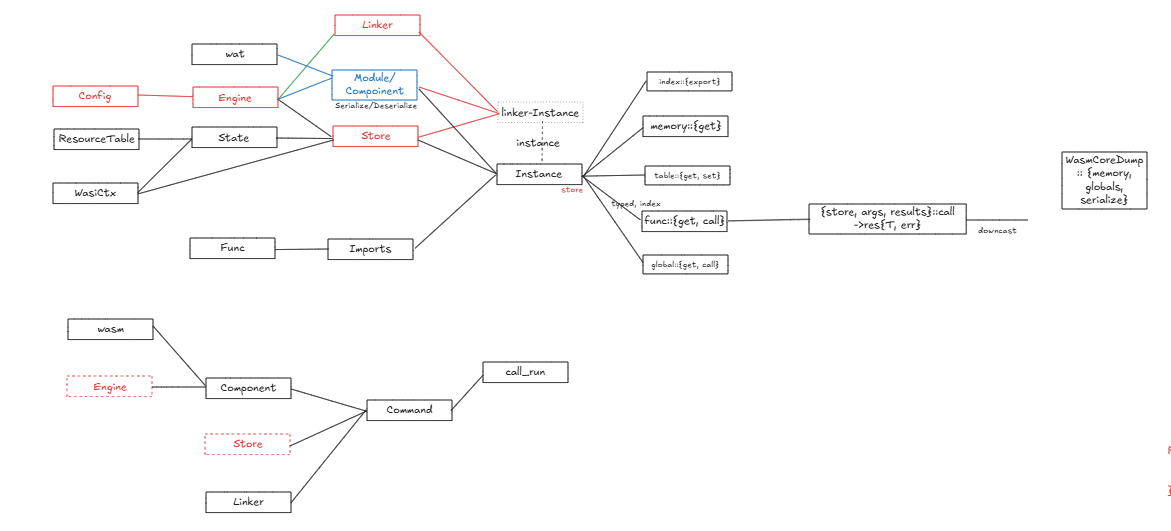 Linker
wat
Module/
Compoinent
Serialize/Deserialize
Config
Engine
linker-Instance
index::{export}
ResourceTable
State
Store
instance
memory::{get}
WasiCtx
Instance
store
table::{get, set}
typed, index
func::{get, call}
{store, args, results}::call
->res{T, err}
downcast
WasmCoreDump
:: {memory,
globals,
serialize}
Func
Imports
global::{get, call}
wasm
Engine
Component
call_run
Command
Store
Linker
}